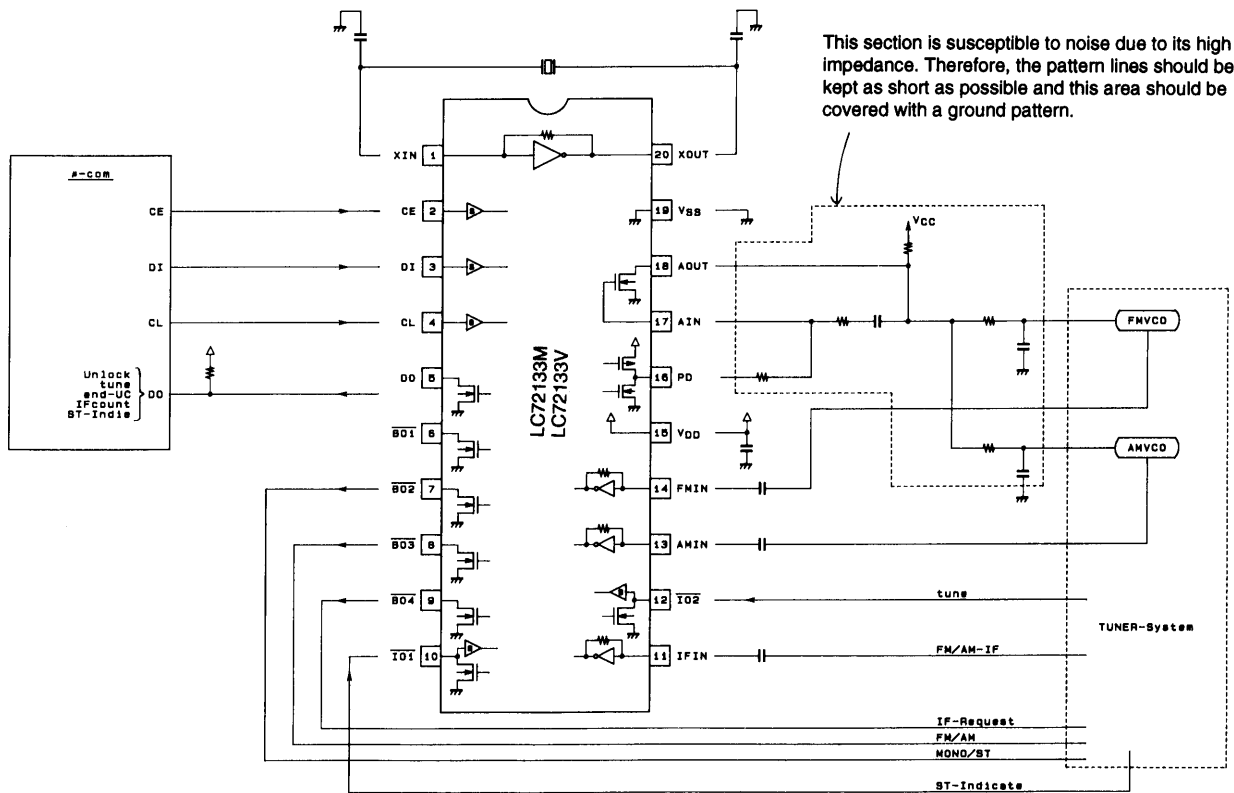 This section is susceptible to noise due to its high
impedance. Therefore, the pattern lines should be
kept as short as possible and this area should be
covered with a ground pattern.
μ-com
CE
DI
CL
DO
Unlock
tune
end-UC
IFcount
ST-Indic
XIN 1
CE 2
DI 3
CL 4
DO 5
BO1 6
BO2 7
BO3 8
BO4 9
IO1 10
S
S
S
S
S
LC72133M
LC72133V
20 XOUT
19 VSS
18 AOUT
17 AIN
16 PD
15 VDD
14 FMIN
13 AMIN
12 IO2
11 IFIN
VCC
FMVCO
AMVCO
tune
TUNER-System
FM/AM-IF
IF-Request
FM/AM
MONO/ST
ST-Indicate